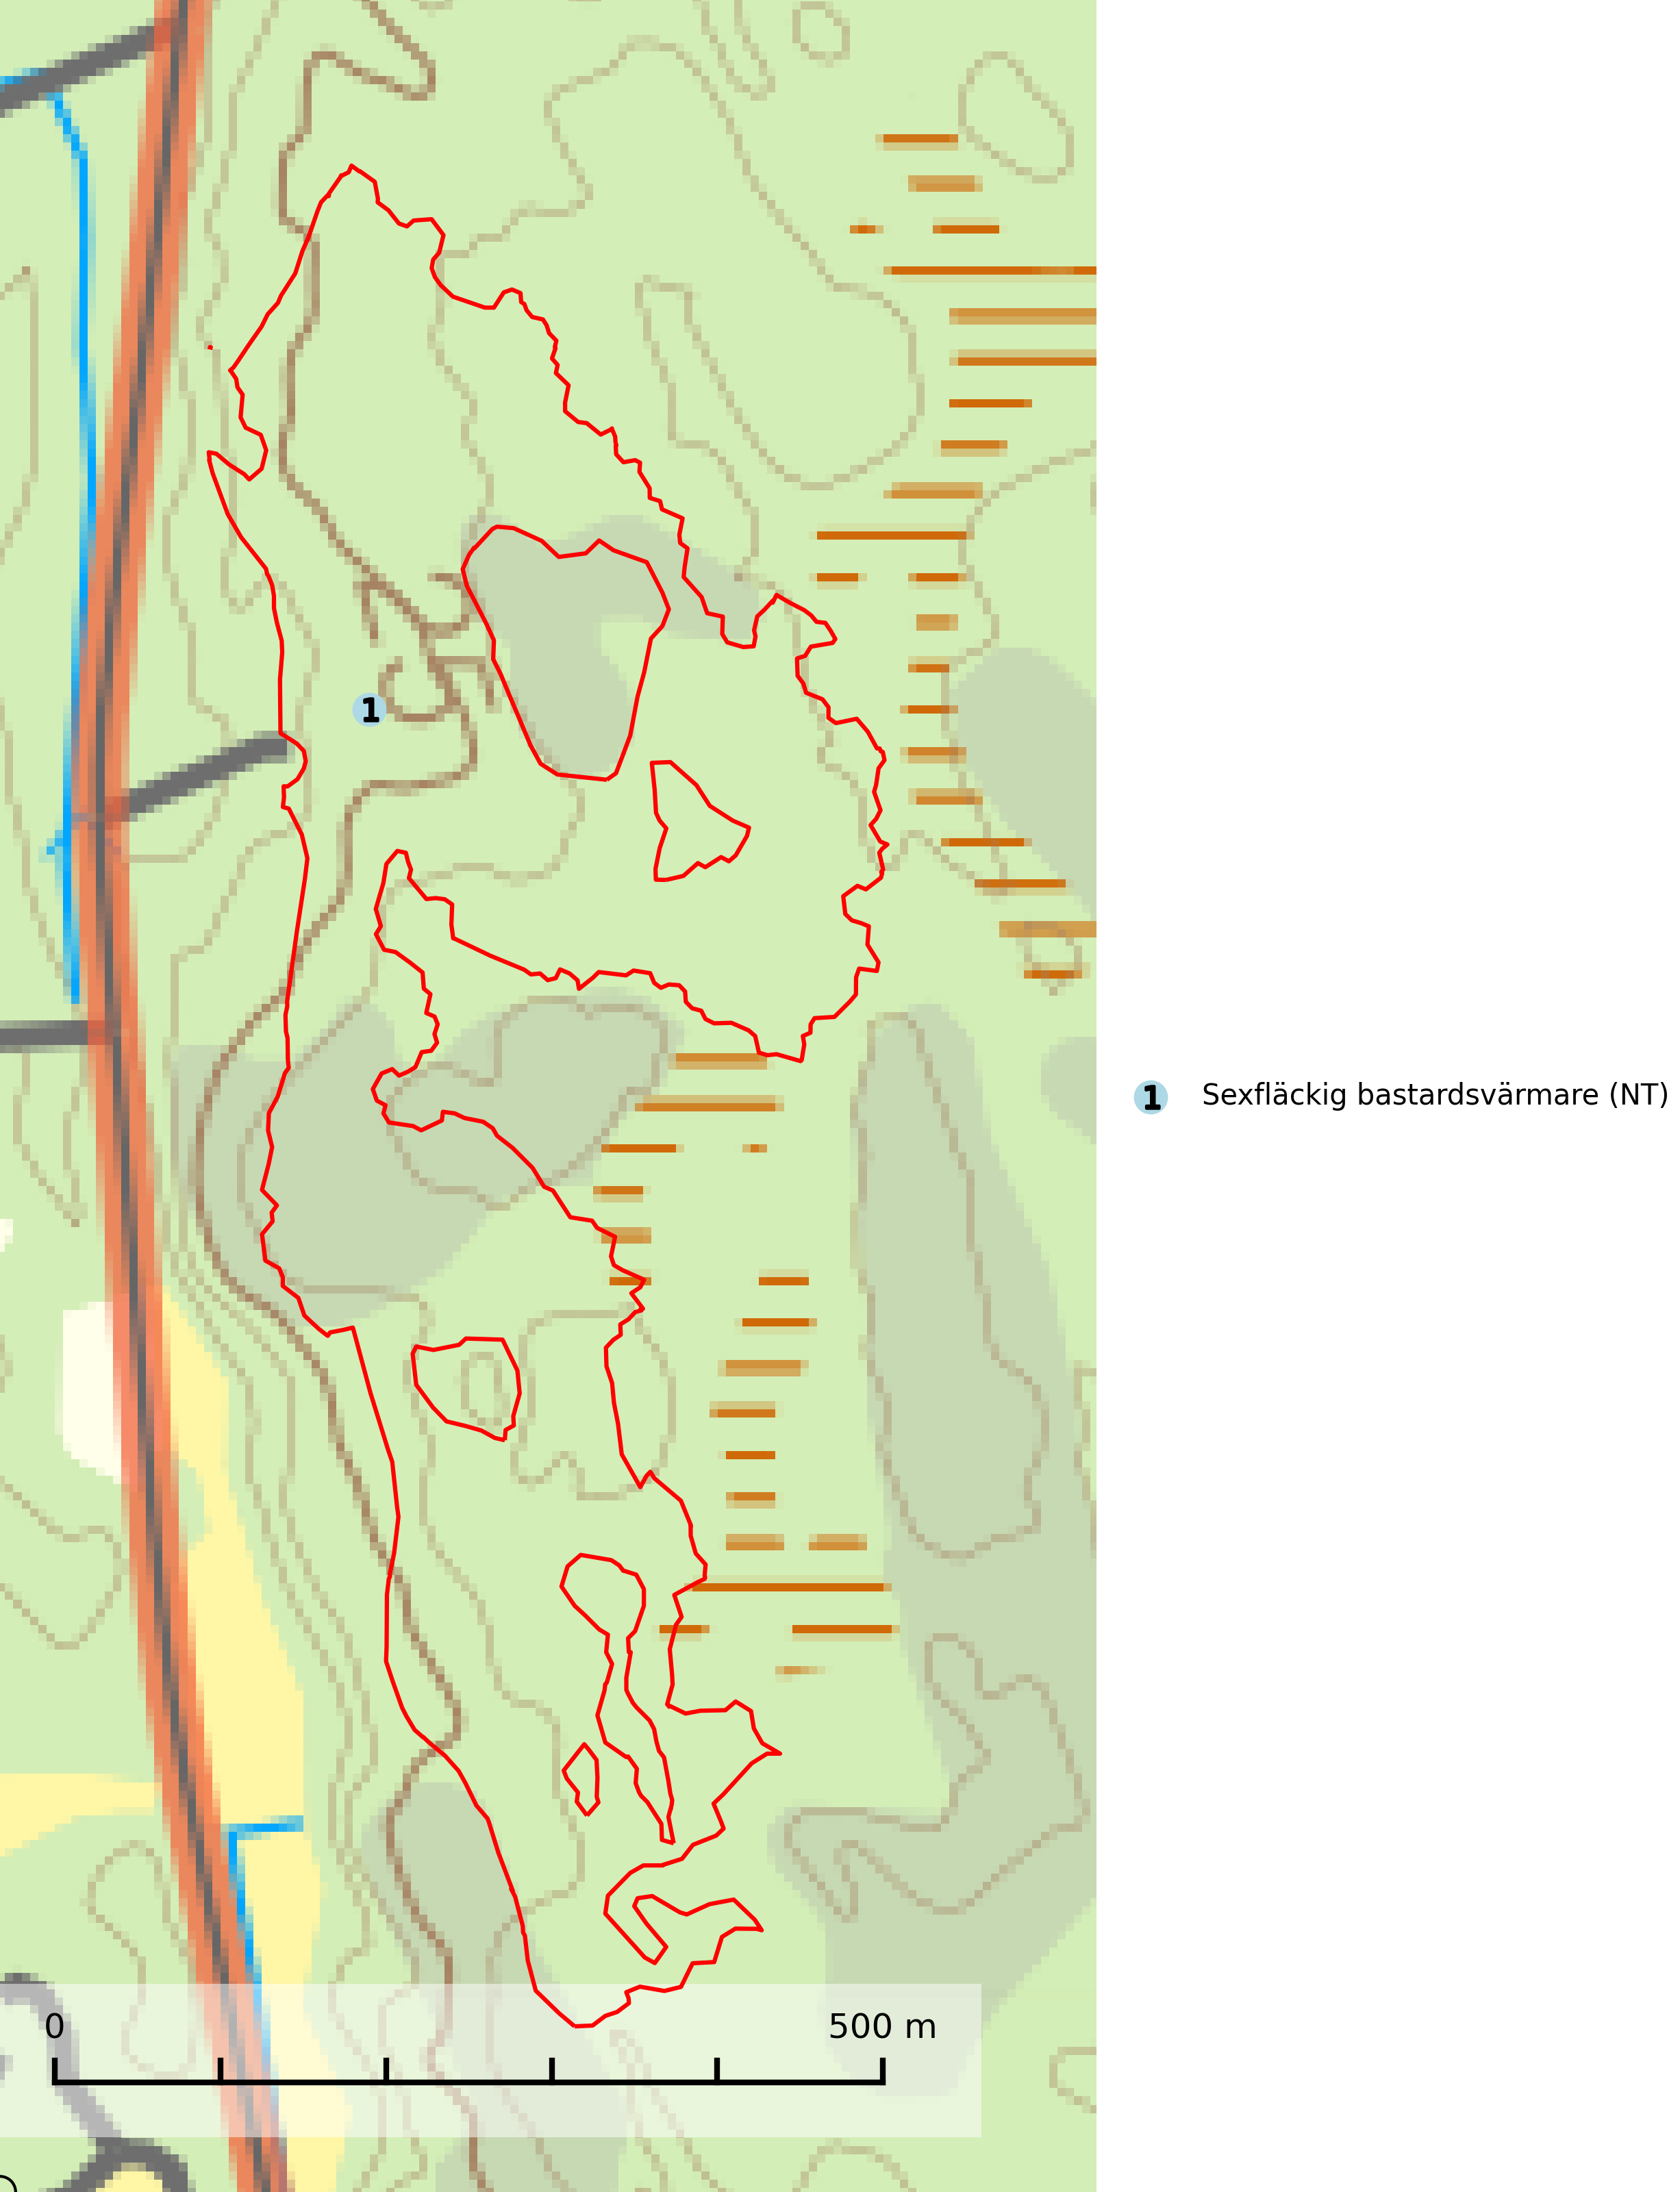 1
1 Sexfläckig bastardsvärmare (NT)
0 500 m